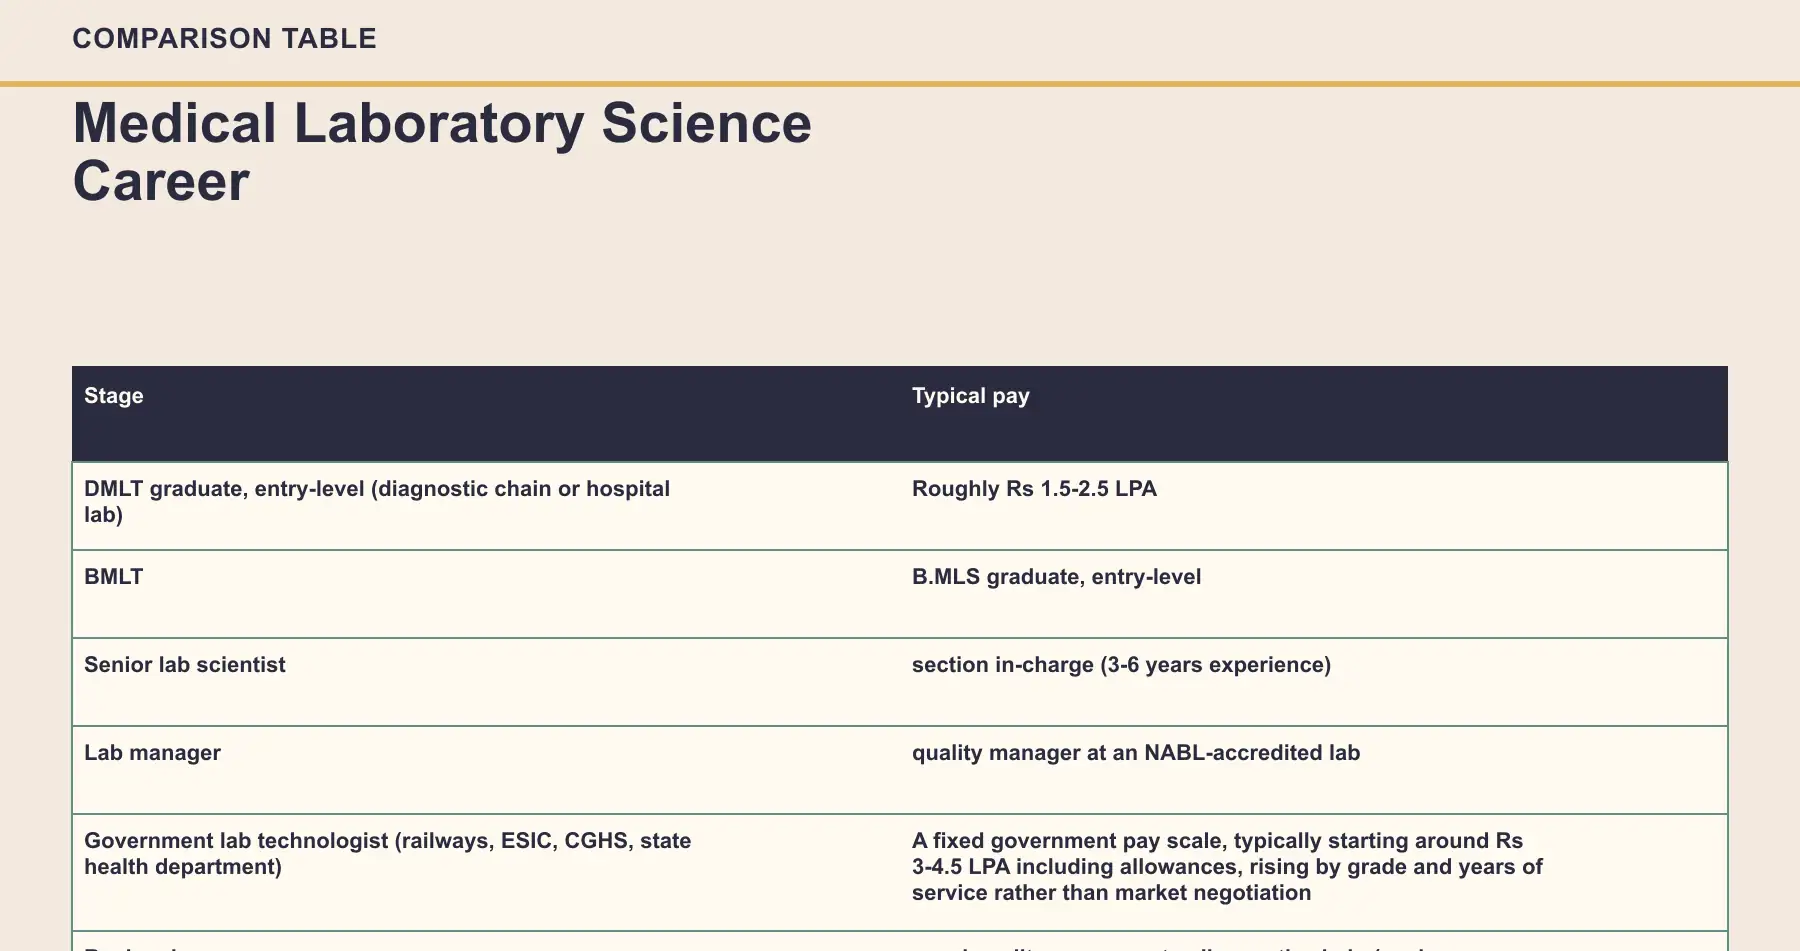 COMPARISON TABLE
Medical Laboratory Science
Career
Stage
Typical pay
DMLT graduate, entry-level (diagnostic chain or hospital
lab)
Roughly Rs 1.5-2.5 LPA
BMLT
B.MLS graduate, entry-level
Senior lab scientist
section in-charge (3-6 years experience)
Lab manager
quality manager at an NABL-accredited lab
Government lab technologist (railways, ESIC, CGHS, state
health department)
A fixed government pay scale, typically starting around Rs
3-4.5 LPA including allowances, rising by grade and years of
service rather than market negotiation